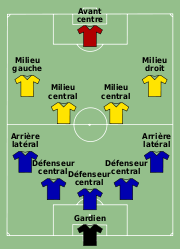 Avant
centre
Milieu
gauche
Milieu
droit
Milieu
central
Milieu
central
Arrière
latéral
Arrière
latéral
Défenseur
central
Défenseur
central
Défenseur
central
Gardien